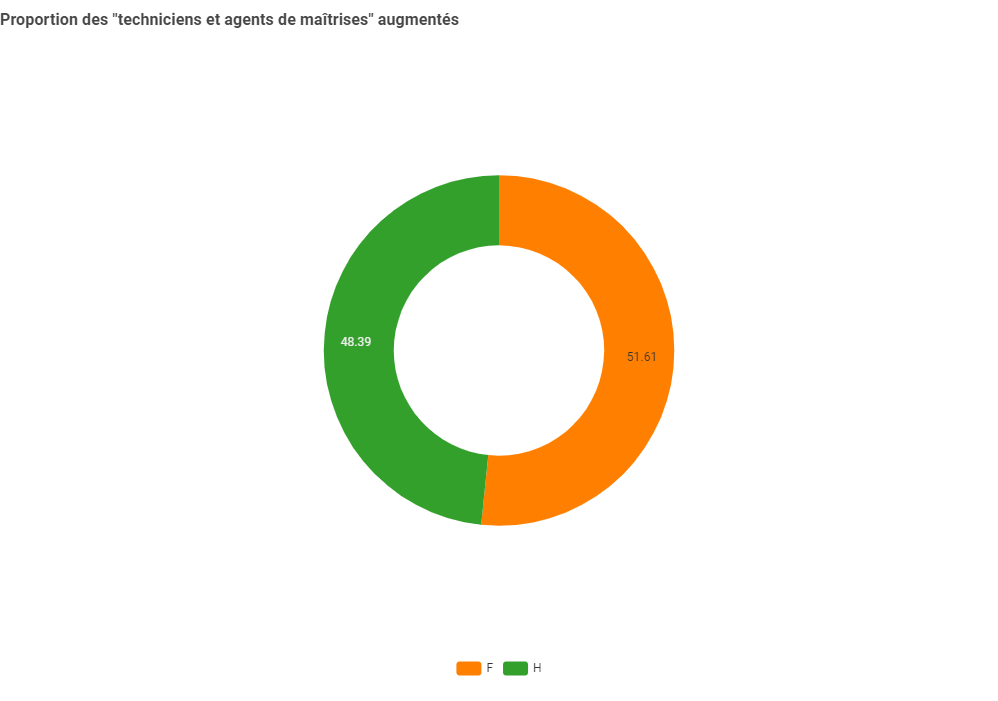 Proportion des "techniciens et agents de maîtrises" augmentés
48.39
51.61
F H